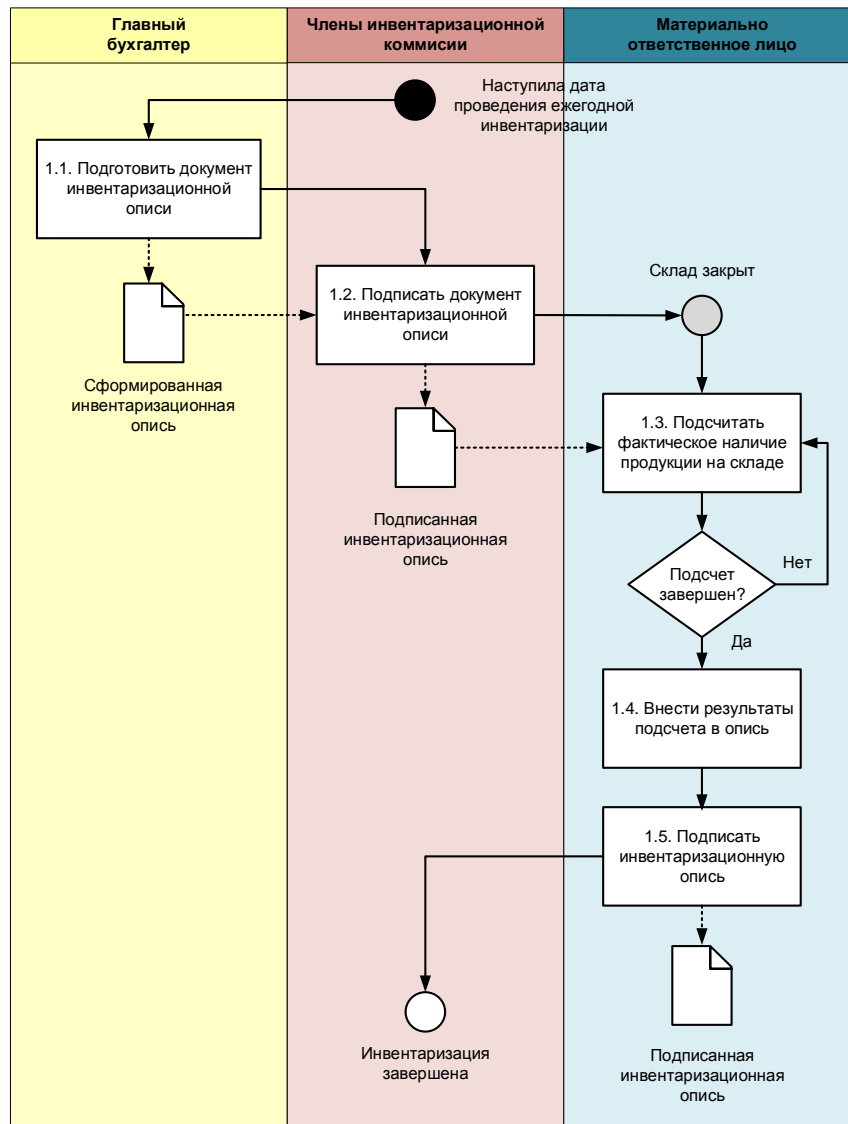 Главный
бухгалтер
Члены инвентаризационной
коммисии
Материально
ответственное лицо
Наступила дата
проведения ежегодной
инвентаризации
1.1. Подготовить документ
инвентаризационной
описи
Сформированная
инвентаризационная
опись
1.2. Подписать документ
инвентаризационной
описи
Склад закрыт
Подписанная
инвентаризационная
опись
1.3. Подсчитать
фактическое наличие
продукции на складе
Подсчет
завершен?
Нет
Да
1.4. Внести результаты
подсчета в опись
1.5. Подписать
инвентаризационную
опись
Инвентаризация
завершена
Подписанная
инвентаризационная
опись